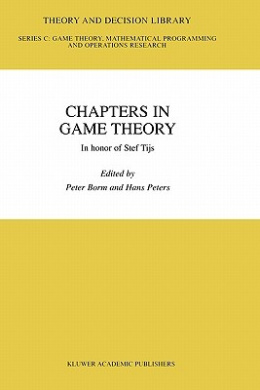 THEORY AND DECISION LIBRARY
SERIES C: GAME THEORY, MATHEMATICAL PROGRAMMING
AND OPERATIONS RESEARCH
CHAPTERS IN
GAME THEORY
In honor of Stef Tijs
Edited by
Peter Borm and Hans Peters
KLUWER ACADEMIC PUBLISHERS